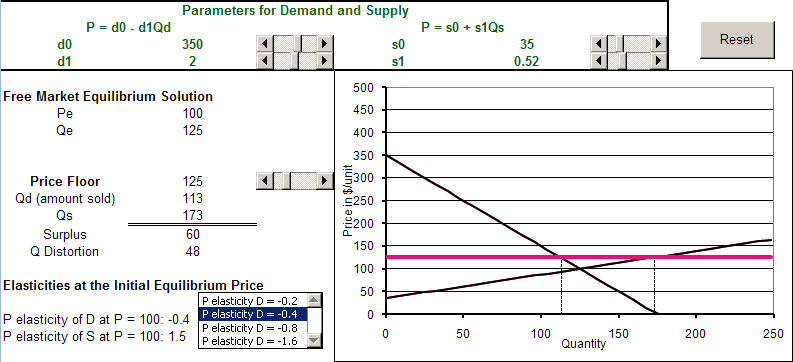 Parameters for Demand and Supply
P = d0 - d1Qd
P = s0 + s1Qs
d0 350
s0 35
d1 2
s1 0.52
Reset
Free Market Equilibrium Solution
Pe 100
Qe 125
Price Floor 125
Qd (amount sold) 113
Qs 173
Surplus 60
Q Distortion 48
Elasticities at the Initial Equilibrium Price
P elasticity of D at P = 100: -0.4
P elasticity of S at P = 100: 1.5
P elasticity D = -0.2
P elasticity D = -0.4
P elasticity D = -0.8
P elasticity D = -1.6
Price in $/unit
500
450
400
350
300
250
200
150
100
50
0
0 50 100 150 200 250
Quantity